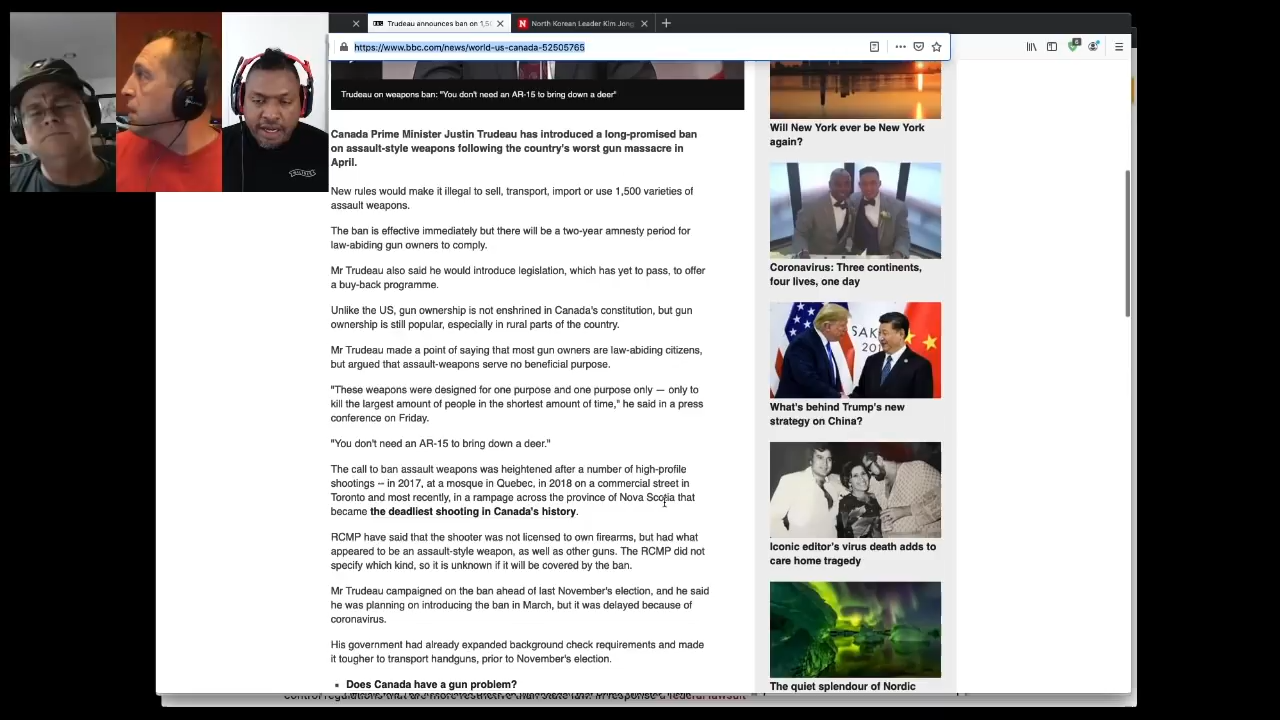 Trudeau announces ban on 1,50
North Korean Leader Kim Jong
https://www.bbc.com/news/world-us-canada-52505765
Trudeau on weapons ban: "You don't need an AR-15 to bring down a deer"
Canada Prime Minister Justin Trudeau has introduced a long-promised ban
on assault-style weapons following the country's worst gun massacre in
April.
New rules would make it illegal to sell, transport, import or use 1,500 varieties of
assault weapons.
The ban is effective immediately but there will be a two-year amnesty period for
law-abiding gun owners to comply.
Mr Trudeau also said he would introduce legislation, which has yet to pass, to offer
a buy-back programme.
Unlike the US, gun ownership is not enshrined in Canada's constitution, but gun
ownership is still popular, especially in rural parts of the country.
Mr Trudeau made a point of saying that most gun owners are law-abiding citizens,
but argued that assault-weapons serve no beneficial purpose.
"These weapons were designed for one purpose and one purpose only — only to
kill the largest amount of people in the shortest amount of time," he said in a press
conference on Friday.
"You don't need an AR-15 to bring down a deer."
The call to ban assault weapons was heightened after a number of high-profile
shootings -- in 2017, at a mosque in Quebec, in 2018 on a commercial street in
Toronto and most recently, in a rampage across the province of Nova Scotia that
became the deadliest shooting in Canada's history.
RCMP have said that the shooter was not licensed to own firearms, but had what
appeared to be an assault-style weapon, as well as other guns. The RCMP did not
specify which kind, so it is unknown if it will be covered by the ban.
Mr Trudeau campaigned on the ban ahead of last November's election, and he said
he was planning on introducing the ban in March, but it was delayed because of
coronavirus.
His government had already expanded background check requirements and made
it tougher to transport handguns, prior to November's election.
Does Canada have a gun problem?
Will New York ever be New York
again?
Coronavirus: Three continents,
four lives, one day
What's behind Trump's new
strategy on China?
Iconic editor's virus death adds to
care home tragedy
The quiet splendour of Nordic